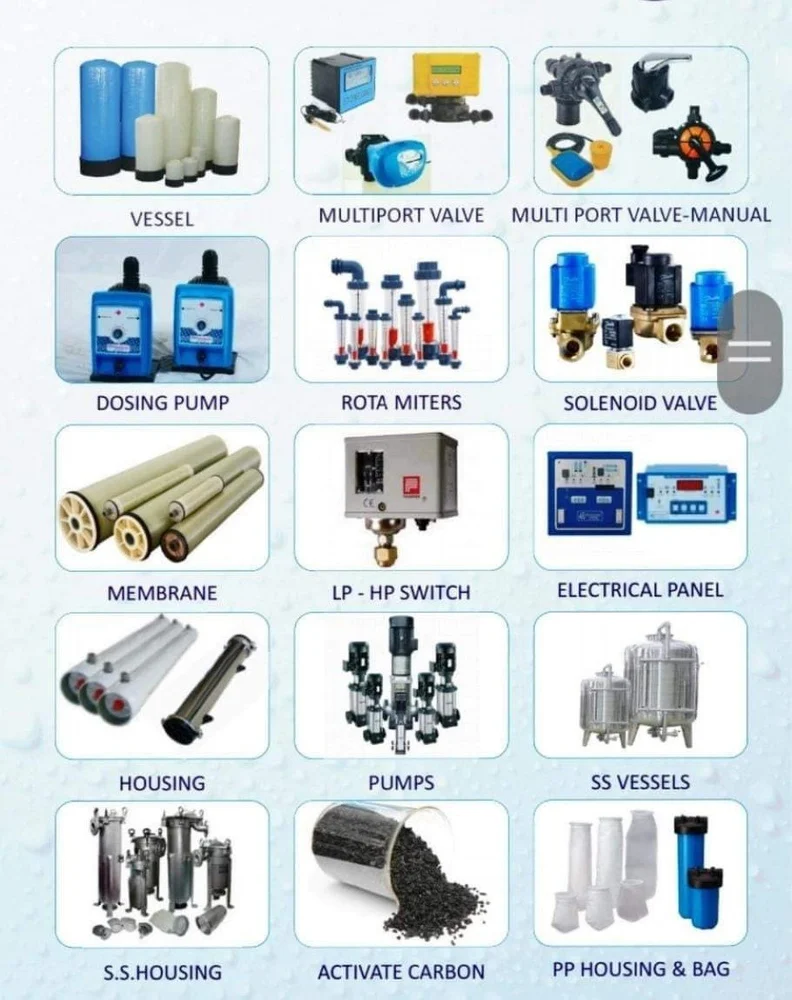 VESSEL
MULTIPORT VALVE
MULTI PORT VALVE-MANUAL
DOSING PUMP
ROTA MITERS
SOLENOID VALVE
MEMBRANE
LP - HP SWITCH
ELECTRICAL PANEL
HOUSING
PUMPS
SS VESSELS
S.S.HOUSING
ACTIVATE CARBON
PP HOUSING & BAG